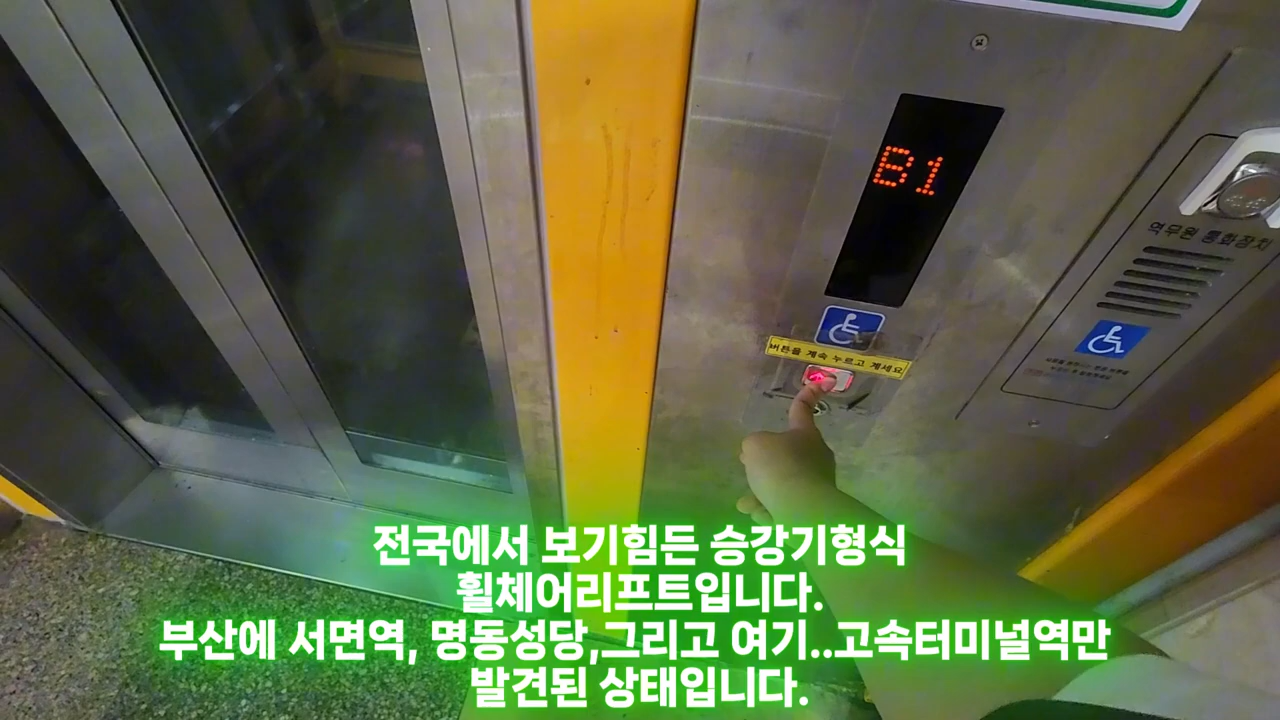 B1
역무원 통화장치
버튼을 계속 누르고 계세요
전국에서 보기힘든 승강기형식
휠체어리프트입니다.
부산에 서면역, 명동성당,그리고 여기..고속터미널역만
발견된 상태입니다.